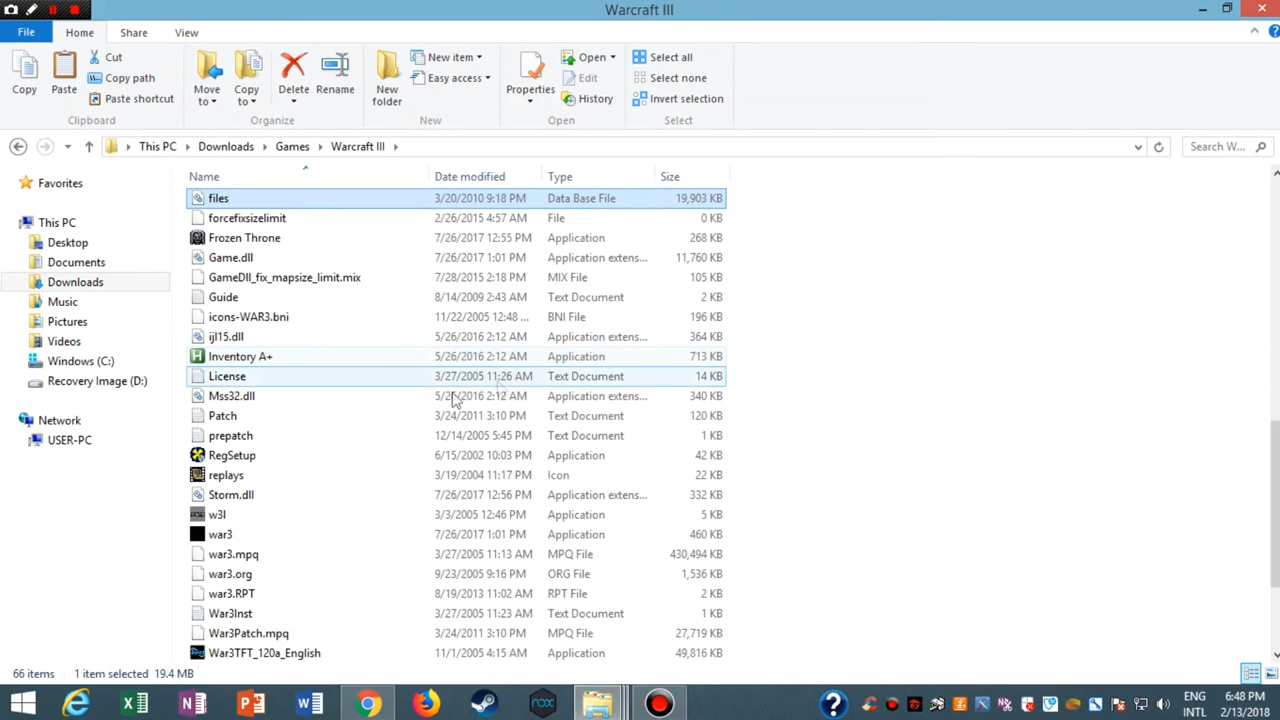 Warcraft III
File Home Share View
Copy
Paste
Cut
Copy path
Paste shortcut
Clipboard
Move to
Copy to
Delete
Rename
Organize
New folder
New item
Easy access
New
Properties
Open
Edit
History
Open
Select all
Select none
Invert selection
Select
This PC Downloads Games Warcraft III
Search W...
Favorites
This PC
Desktop
Documents
Downloads
Music
Pictures
Videos
Windows (C:)
Recovery Image (D:)
Network
USER-PC
Name Date modified Type Size
files 3/20/2010 9:18 PM Data Base File 19,903 KB
forcefixsizelimit 2/26/2015 4:57 AM File 0 KB
Frozen Throne 7/26/2017 12:55 PM Application 268 KB
Game.dll 7/26/2017 1:01 PM Application extens... 11,760 KB
GameDll_fix_mapsize_limit.mix 7/28/2015 2:18 PM MIX File 105 KB
Guide 8/14/2009 2:43 AM Text Document 2 KB
icons-WAR3.bni 11/22/2005 12:48 ... BNI File 196 KB
ijl15.dll 5/26/2016 2:12 AM Application extens... 364 KB
Inventory A+ 5/26/2016 2:12 AM Application 713 KB
License 3/27/2005 11:26 AM Text Document 14 KB
Mss32.dll 5/26/2016 2:12 AM Application extens... 340 KB
Patch 3/24/2011 3:10 PM Text Document 120 KB
prepatch 12/14/2005 5:45 PM Text Document 1 KB
RegSetup 6/15/2002 10:03 PM Application 42 KB
replays 3/19/2004 11:17 PM Icon 22 KB
Storm.dll 7/26/2017 12:56 PM Application extens... 332 KB
w3l 3/3/2005 12:46 PM Application 5 KB
war3 7/26/2017 1:01 PM Application 460 KB
war3.mpq 3/27/2005 11:13 AM MPQ File 430,494 KB
war3.org 9/23/2005 9:16 PM ORG File 1,536 KB
war3.RPT 8/19/2013 11:02 AM RPT File 2 KB
War3Inst 3/27/2005 11:23 AM Text Document 1 KB
War3Patch.mpq 3/24/2011 3:10 PM MPQ File 27,719 KB
War3TFT_120a_English 11/1/2005 4:15 AM Application 49,816 KB
66 items 1 item selected 19.4 MB
nox
ENG 6:48 PM
INTL 2/13/2018